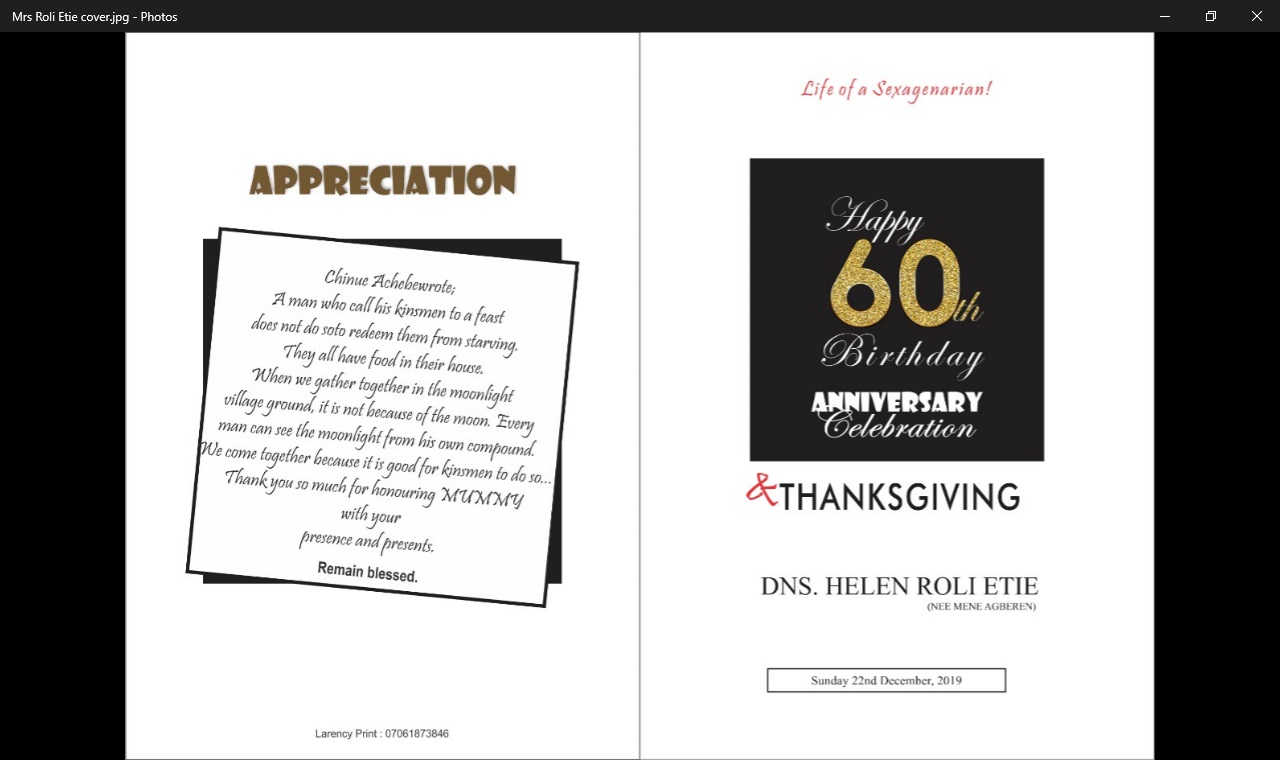 Mrs Roli Etie cover.jpg - Photos
APPRECIATION
Chinue Achebewrote;
A man who call his kinsmen to a feast
does not do soto redeem them from starving.
They all have food in their house.
When we gather together in the moonlight
village ground, it is not because of the moon. Every
man can see the moonlight from his own compound.
We come together because it is good for kinsmen to do so...
Thank you so much for honouring MUMMY
with your
presence and presents.
Remain blessed.
Larency Print : 07061873846
Life of a Sexagenarian!
Happy
60th
Birthday
ANNIVERSARY
Celebration
&THANKSGIVING
DNS. HELEN ROLI ETIE
(NEE MENE AGBEREN)
Sunday 22nd December, 2019